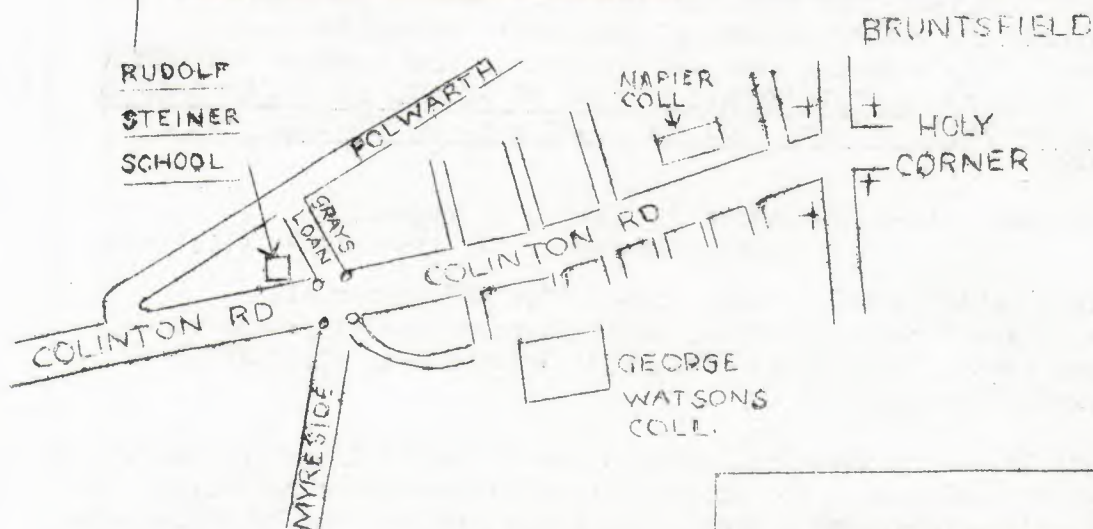 BRUNTSFIELD
RUDOLF
STEINER
SCHOOL
POLWARTH
NAPIER
COLL
HOLY
CORNER
GRAYS
LOAN
COLINTON RD
COLINTON RD
GEORGE
WATSONS
COLL.
MYRESIDE